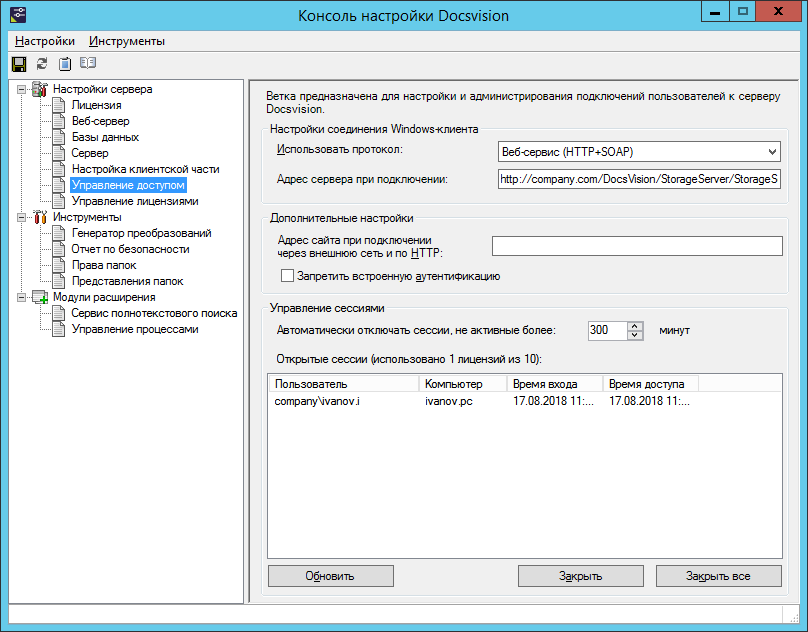 Консоль настройки Docsvision
Настройки Инструменты
Настройки сервера
Лицензия
Веб-сервер
Базы данных
Сервер
Настройка клиентской части
Управление доступом
Управление лицензиями
Инструменты
Генератор преобразований
Отчет по безопасности
Права папок
Представления папок
Модули расширения
Сервис полнотекстового поиска
Управление процессами
Ветка предназначена для настройки и администрирования подключений пользователей к серверу
Docsvision.
Настройки соединения Windows-клиента
Использовать протокол:
Веб-сервис (HTTP+SOAP)
Адрес сервера при подключении:
http://company.com/DocsVision/StorageServer/StorageS
Дополнительные настройки
Адрес сайта при подключении
через внешнюю сеть и по HTTP:
Запретить встроенную аутентификацию
Управление сессиями
Автоматически отключать сессии, не активные более: 300 минут
Открытые сессии (использовано 1 лицензий из 10):
Пользователь Компьютер Время входа Время доступа
company\ivanov.i ivanov.pc 17.08.2018 11:... 17.08.2018 11:...
Обновить Закрыть Закрыть все